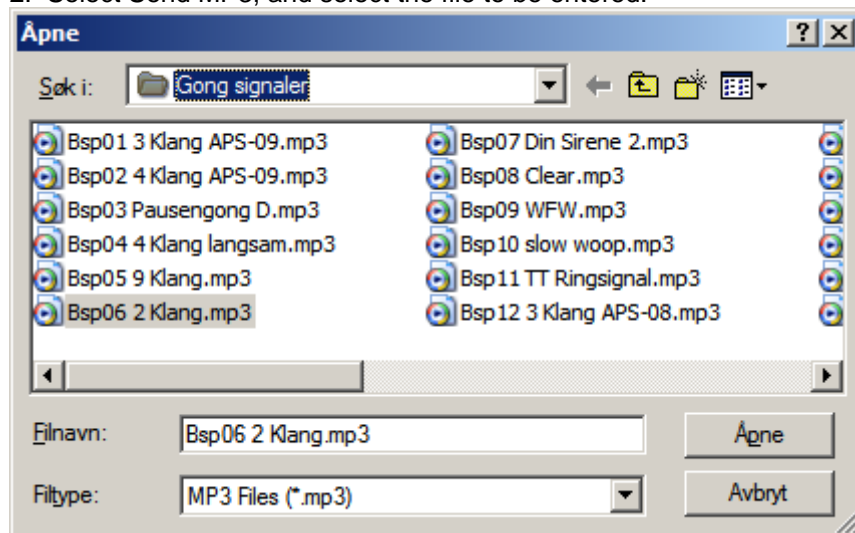 2. Select Send MP3, and select the file to be entered.
Åpne
Søk i: Gong signaler
Bsp01 3 Klang APS-09.mp3
Bsp02 4 Klang APS-09.mp3
Bsp03 Pausengong D.mp3
Bsp04 4 Klang langsam.mp3
Bsp05 9 Klang.mp3
Bsp06 2 Klang.mp3
Bsp07 Din Sirene 2.mp3
Bsp08 Clear.mp3
Bsp09 WFW.mp3
Bsp10 slow woop.mp3
Bsp11 TT Ringsignal.mp3
Bsp12 3 Klang APS-08.mp3
Filnavn: Bsp06 2 Klang.mp3 Åpne
Filtype: MP3 Files (*.mp3) Avbryt